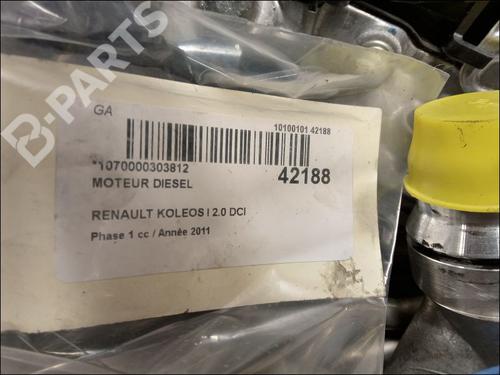 B-PARTS
GA
10100101 42188
*1070000303812
42188
MOTEUR DIESEL
RENAULT KOLEOS I 2.0 DCI
Phase 1 cc / Année 2011